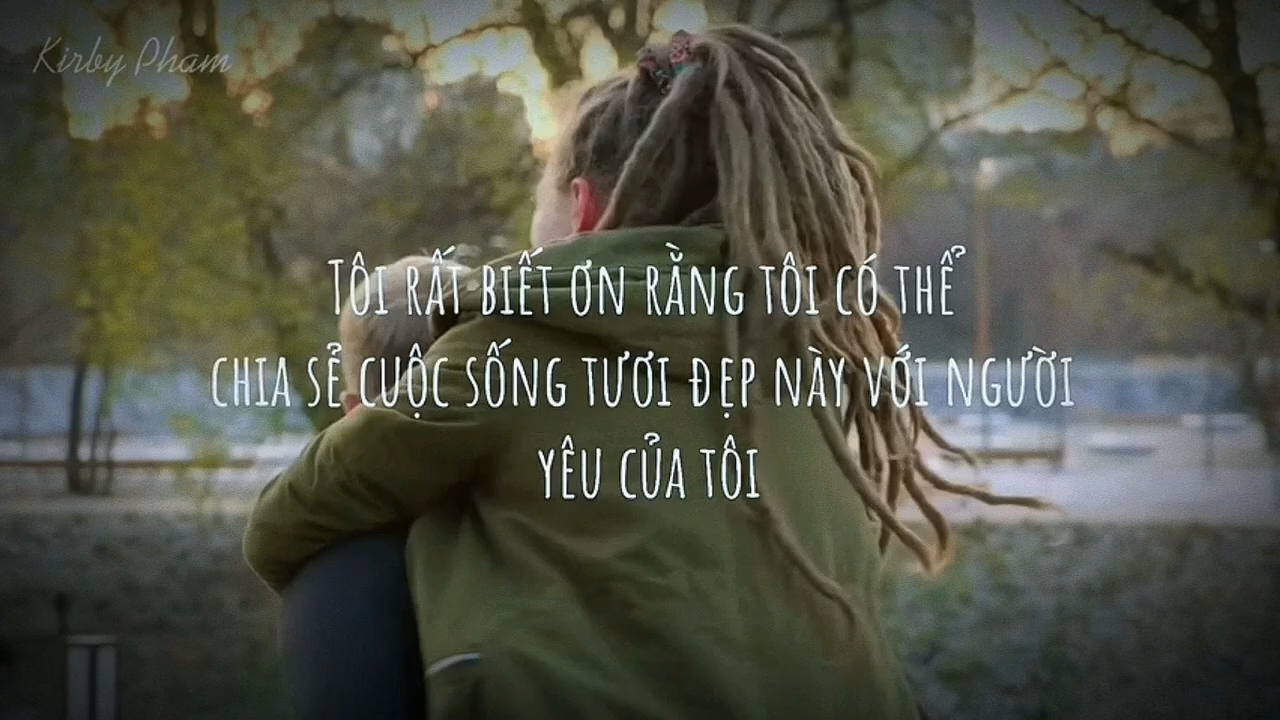 Kirby Pham
Tôi rất biết ơn rằng tôi có thể
chia sẻ cuộc sống tươi đẹp này với người
yêu của tôi